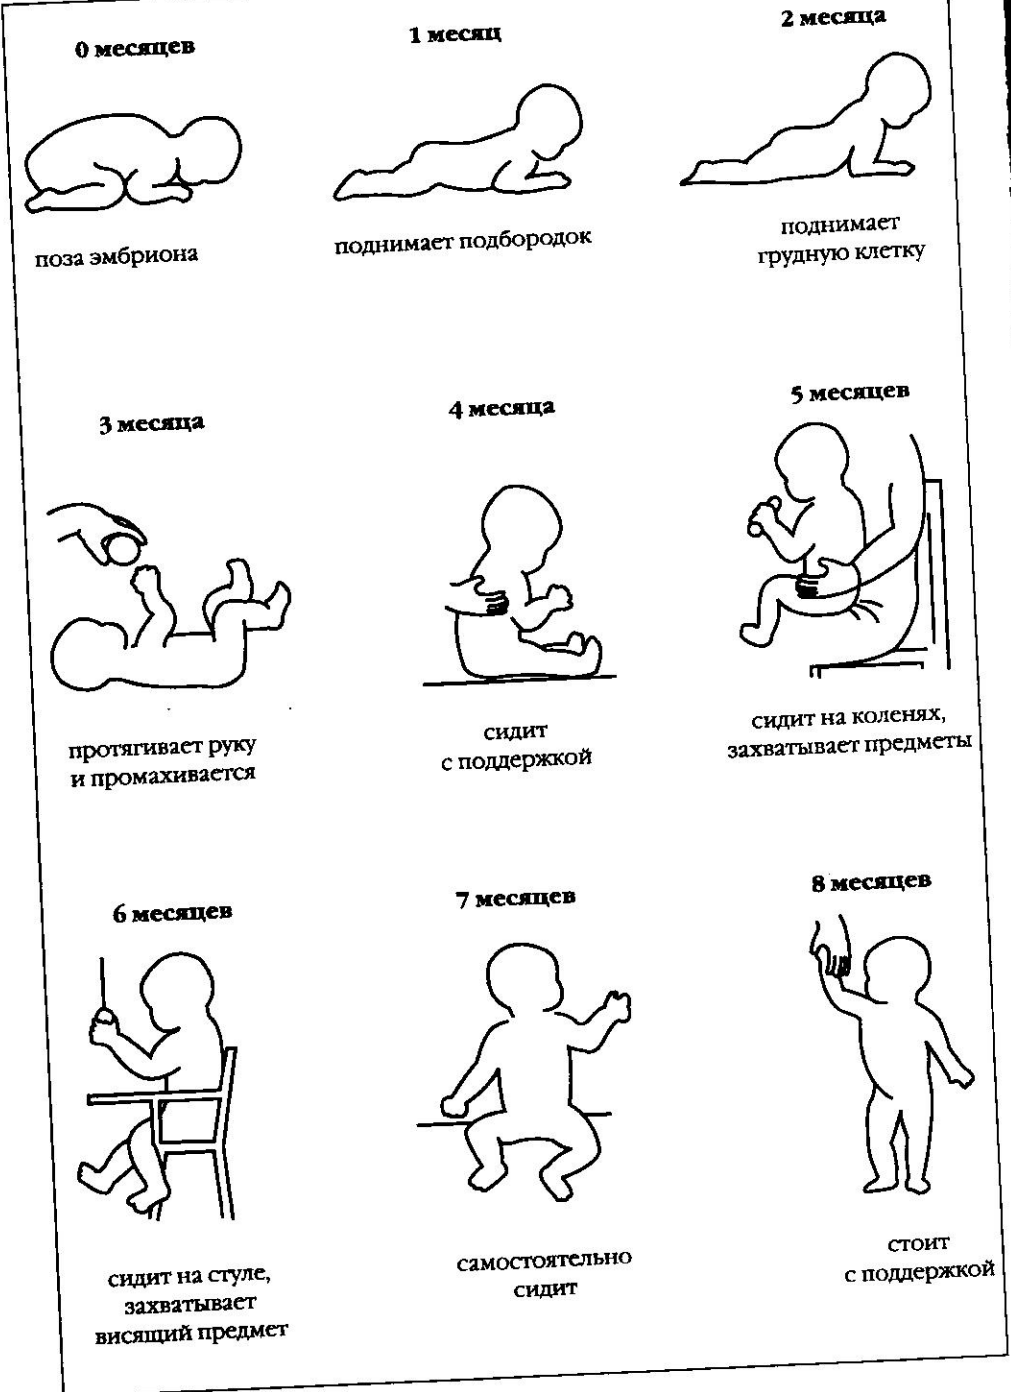 0 месяцев
1 месяц
2 месяца
поза эмбриона
поднимает подбородок
поднимает
грудную клетку
3 месяца
4 месяца
5 месяцев
протягивает руку
и промахивается
сидит
с поддержкой
сидит на коленях,
захватывает предметы
6 месяцев
7 месяцев
8 месяцев
сидит на стуле,
захватывает
висящий предмет
самостоятельно
сидит
стоит
с поддержкой